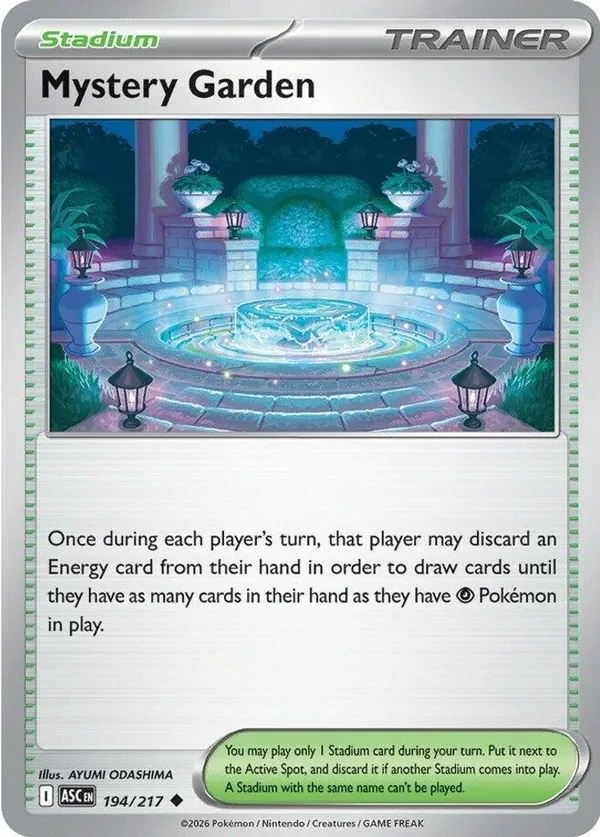 Stadium
TRAINER
Mystery Garden
Once during each player's turn, that player may discard an
Energy card from their hand in order to draw cards until
they have as many cards in their hand as they have Pokémon
in play.
You may play only 1 Stadium card during your turn. Put it next to
the Active Spot, and discard it if another Stadium comes into play.
A Stadium with the same name can't be played.
Illus. AYUMI ODASHIMA
I ASC EN 194/217
©2026 Pokémon / Nintendo / Creatures / GAME FREAK